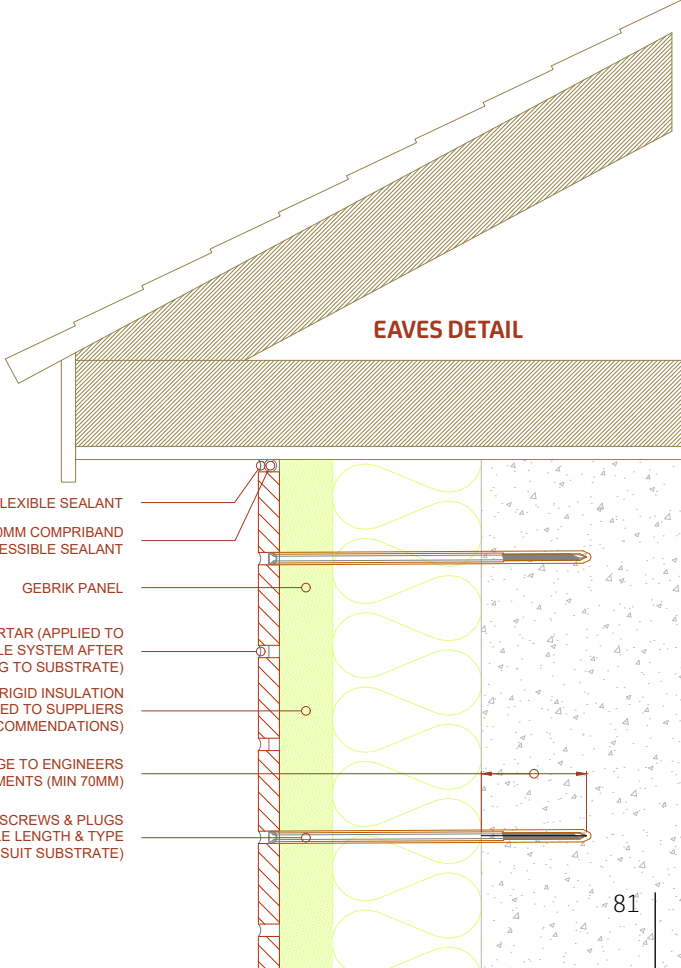 EAVES DETAIL
LEXIBLE SEALANT
0MM COMPRIBAND
ESSIBLE SEALANT
GEBRIK PANEL
RTAR (APPLIED TO
LE SYSTEM AFTER
G TO SUBSTRATE)
RIGID INSULATION
ED TO SUPPLIERS
COMMENDATIONS)
GE TO ENGINEERS
MENTS (MIN 70MM)
SCREWS & PLUGS
LE LENGTH & TYPE
SUIT SUBSTRATE)
81